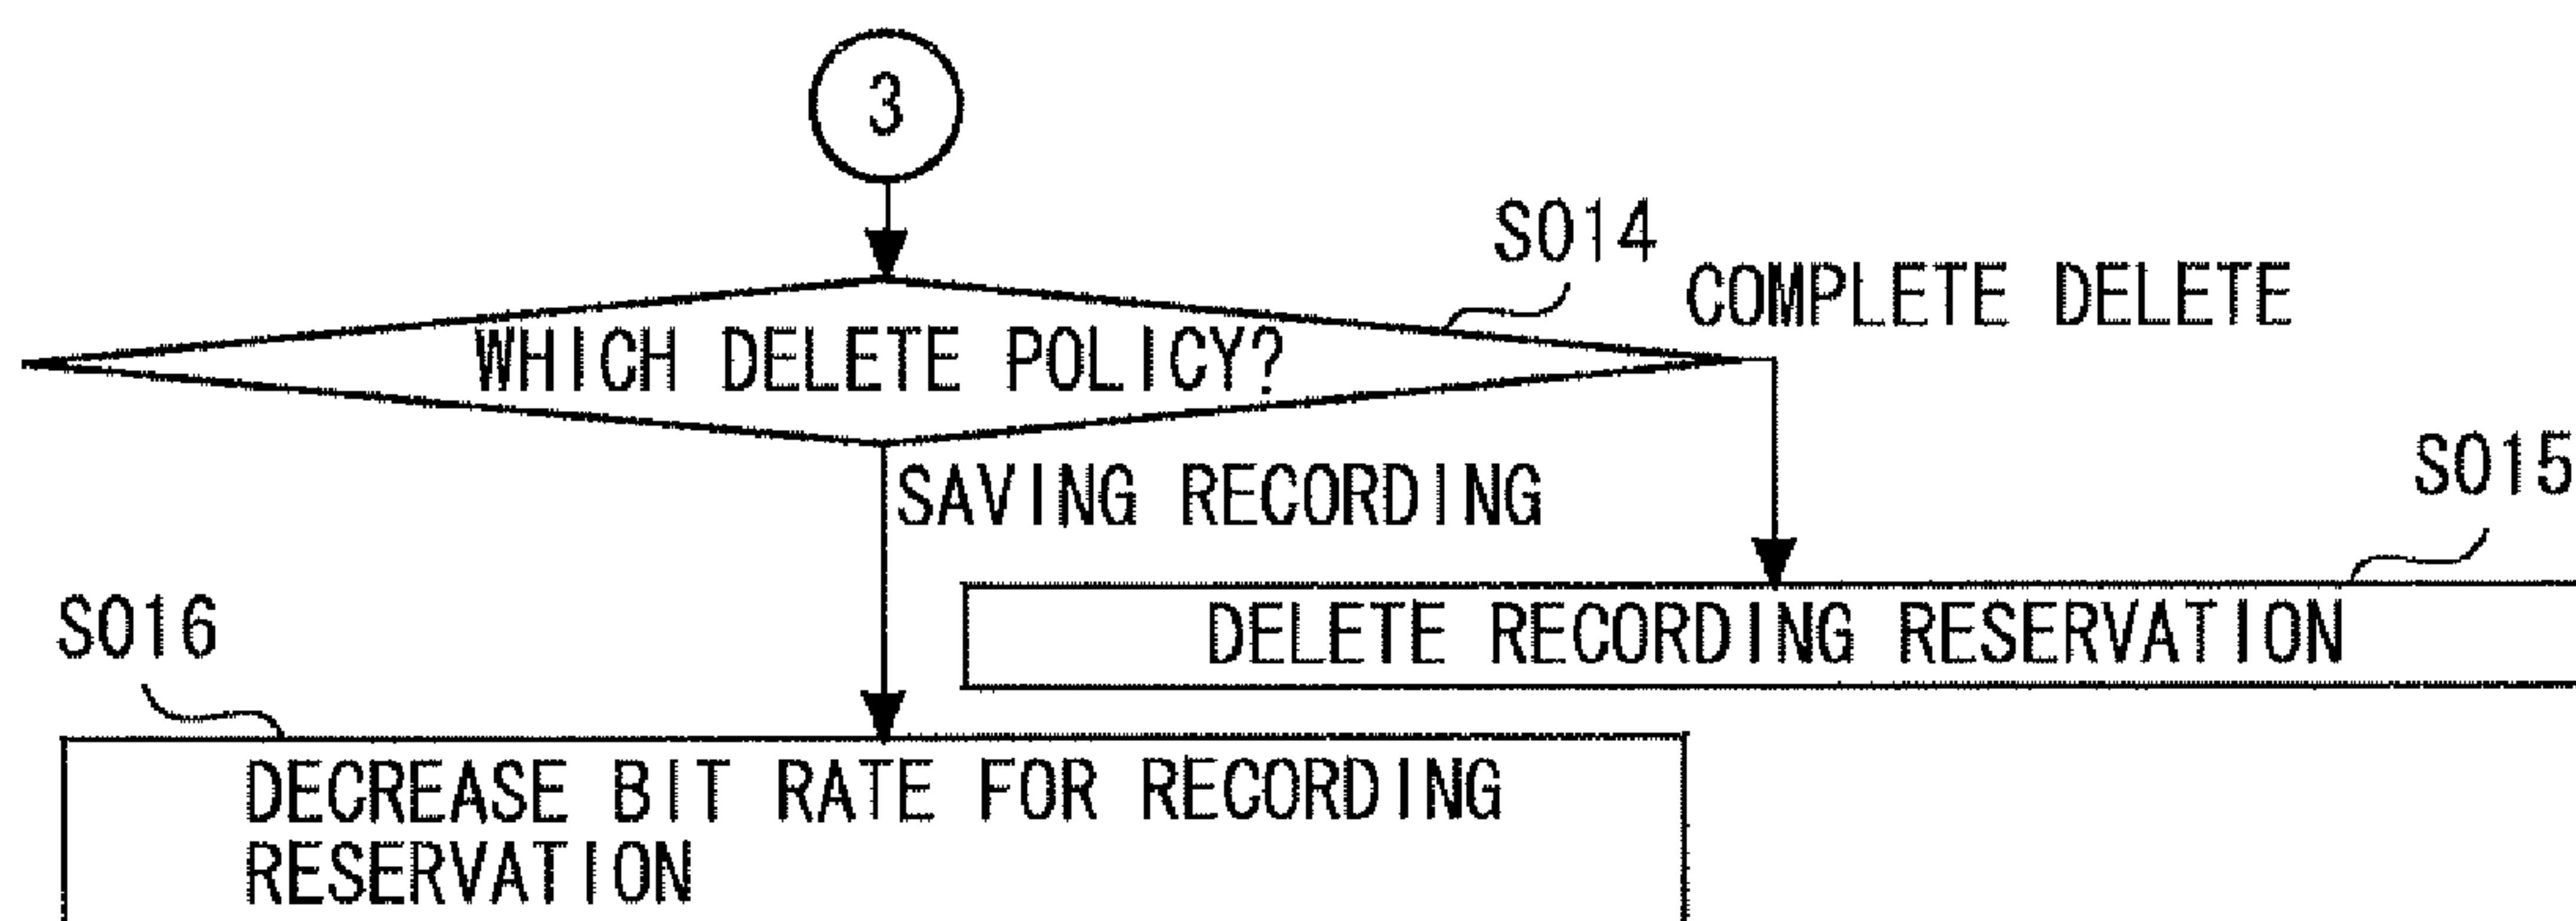 3
S014
COMPLETE DELETE
WHICH DELETE POLICY?
SAVING RECORDING
S015
DELETE RECORDING RESERVATION
S016
DECREASE BIT RATE FOR RECORDING
RESERVATION